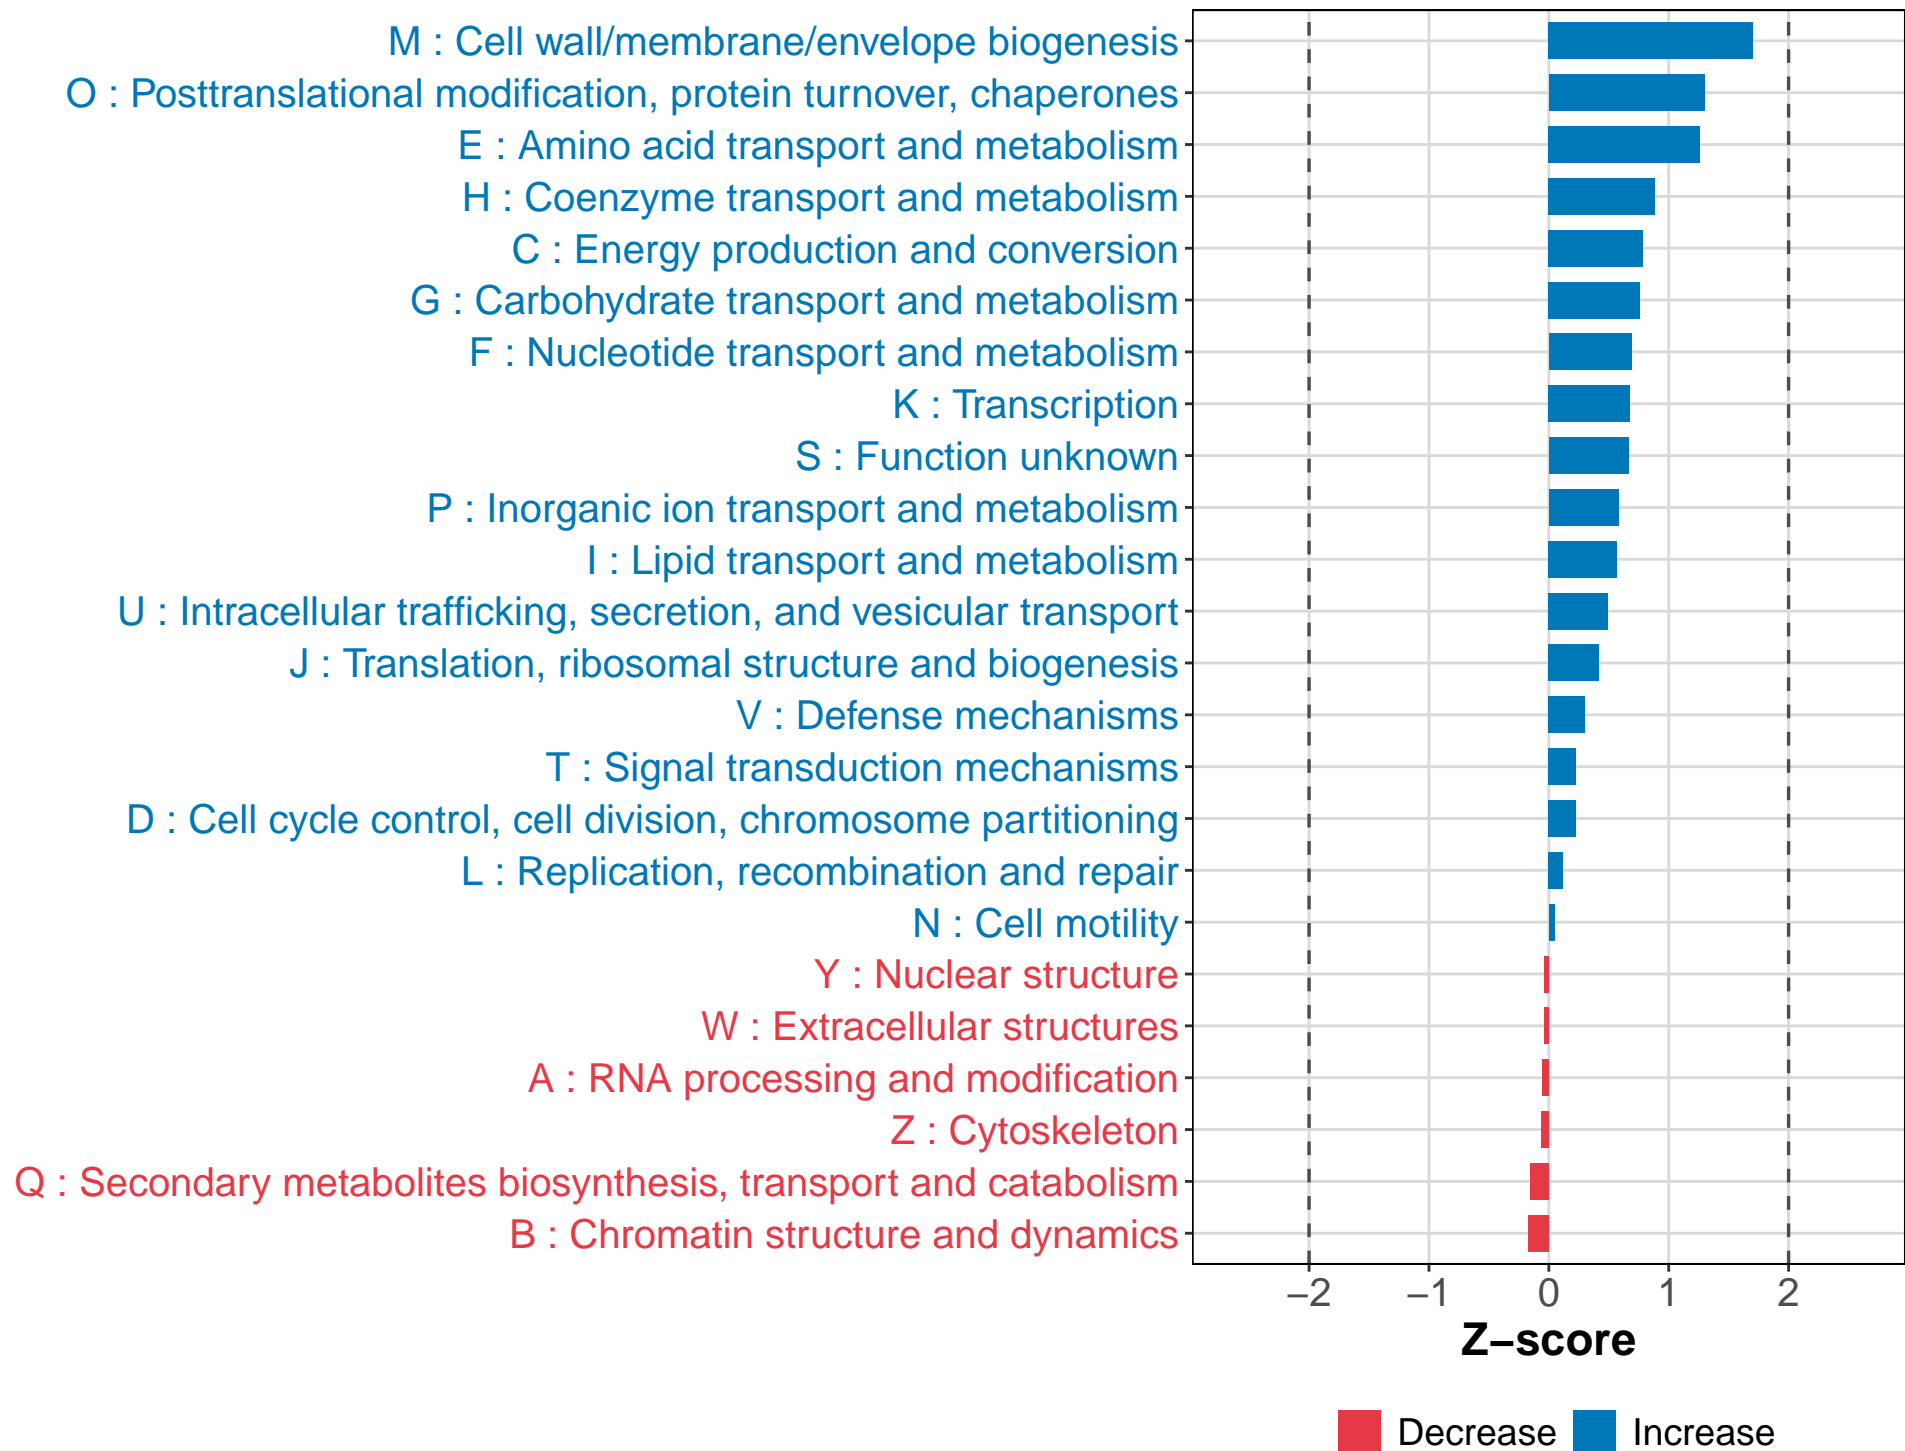 M : Cell wall/membrane/envelope biogenesis
O : Posttranslational modification, protein turnover, chaperones
E : Amino acid transport and metabolism
H : Coenzyme transport and metabolism
C : Energy production and conversion
G : Carbohydrate transport and metabolism
F : Nucleotide transport and metabolism
K : Transcription
S : Function unknown
P : Inorganic ion transport and metabolism
I : Lipid transport and metabolism
U : Intracellular trafficking, secretion, and vesicular transport
J : Translation, ribosomal structure and biogenesis
V : Defense mechanisms
T : Signal transduction mechanisms
D : Cell cycle control, cell division, chromosome partitioning
L : Replication, recombination and repair
N : Cell motility
Y : Nuclear structure
W : Extracellular structures
A : RNA processing and modification
Z : Cytoskeleton
Q : Secondary metabolites biosynthesis, transport and catabolism
B : Chromatin structure and dynamics
−2 −1 0 1 2
Z−score
Decrease Increase